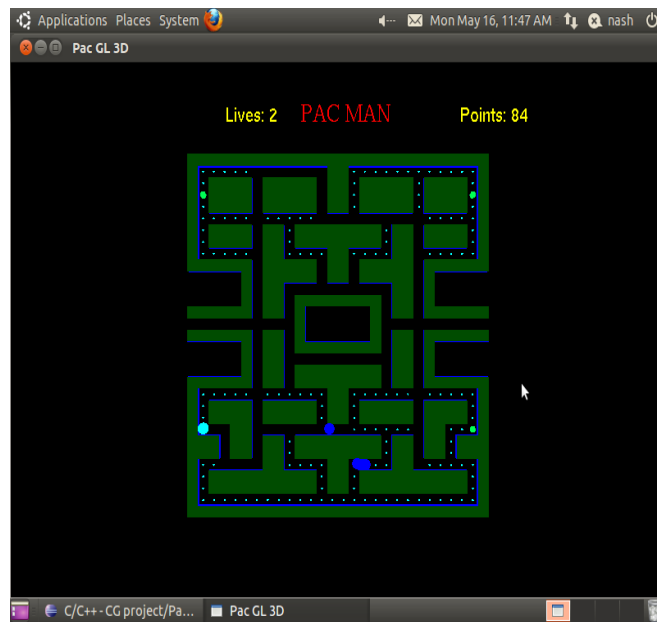 Applications Places System Mon May 16, 11:47 AM nash
Pac GL 3D
Lives: 2 PAC MAN Points: 84
C/C++ - CG project/Pa... Pac GL 3D